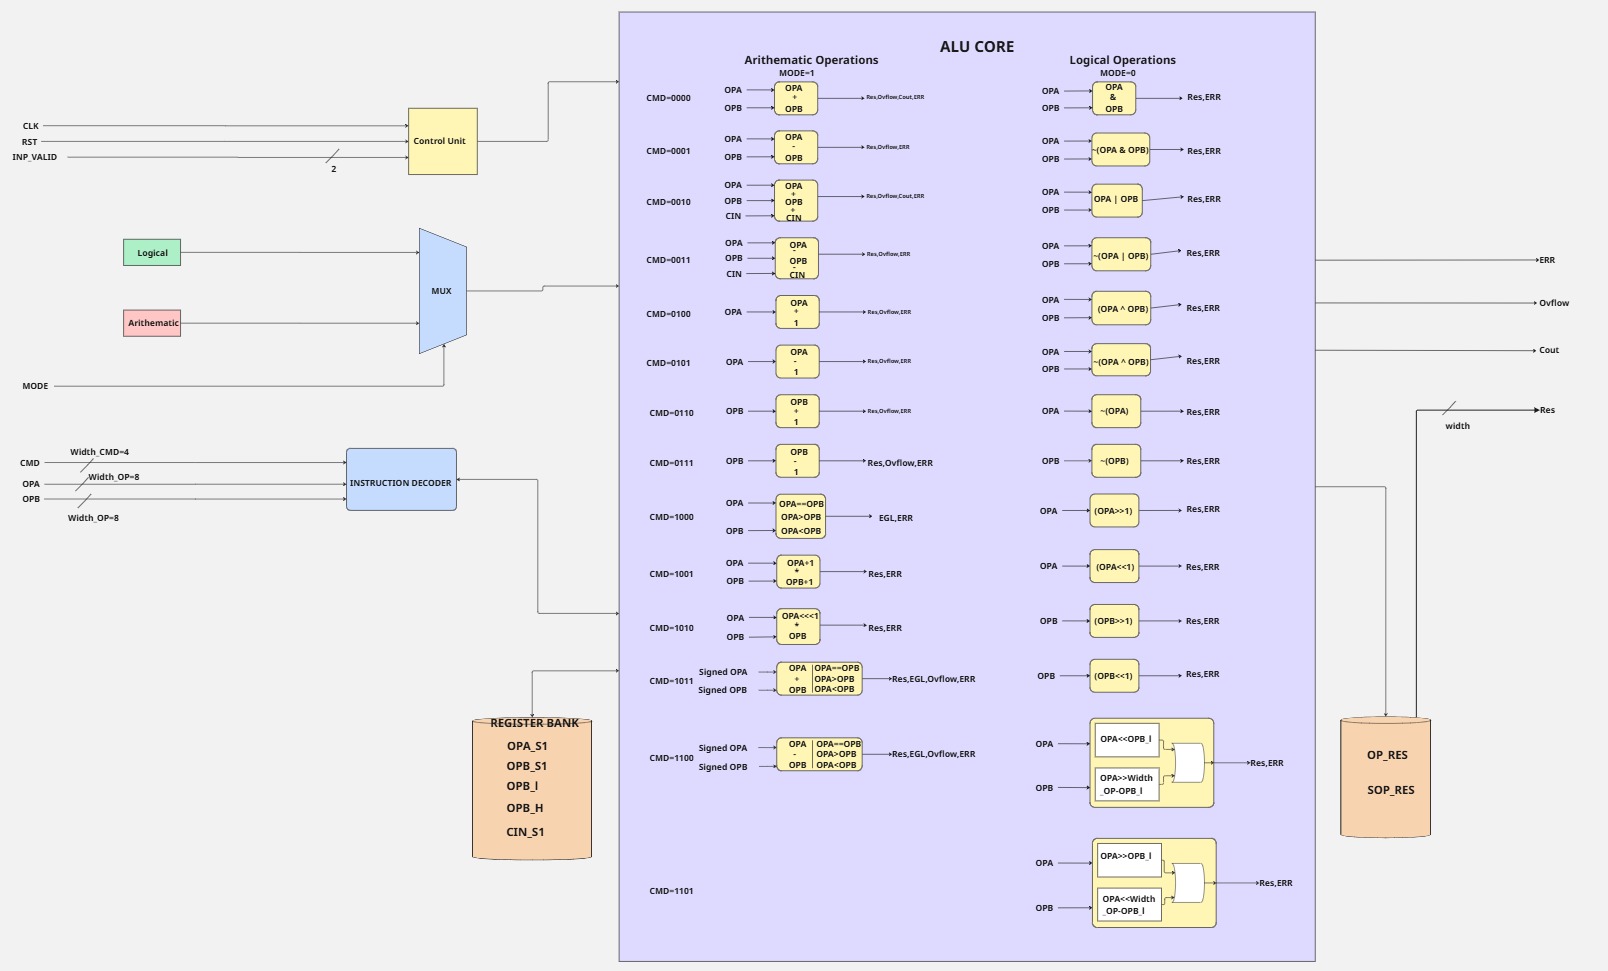 ALU CORE
Arithematic Operations
MODE=1
Logical Operations
MODE=0
CLK
RST
INP_VALID
2
Control Unit
Logical
Arithematic
MUX
MODE
CMD
Width_CMD=4
OPA
Width_OP=8
OPB
Width_OP=8
INSTRUCTION DECODER
REGISTER BANK
OPA_S1
OPB_S1
OPB_l
OPB_H
CIN_S1
CMD=0000
OPA
OPB
OPA
+
OPB
Res,Ovflow,Cout,ERR
OPA
OPB
OPA
&
OPB
Res,ERR
CMD=0001
OPA
OPB
OPA
-
OPB
Res,Ovflow,ERR
OPA
OPB
~(OPA & OPB)
Res,ERR
CMD=0010
OPA
OPB
CIN
OPA
+
OPB
+
CIN
Res,Ovflow,Cout,ERR
OPA
OPB
OPA | OPB
Res,ERR
CMD=0011
OPA
OPB
CIN
OPA
-
OPB
-
CIN
Res,Ovflow,ERR
OPA
OPB
~(OPA | OPB)
Res,ERR
CMD=0100
OPA
OPA
+
1
Res,Ovflow,ERR
OPA
OPB
(OPA ^ OPB)
Res,ERR
CMD=0101
OPA
OPA
-
1
Res,Ovflow,ERR
OPA
OPB
~(OPA ^ OPB)
Res,ERR
CMD=0110
OPB
OPB
+
1
Res,Ovflow,ERR
OPA
~(OPA)
Res,ERR
CMD=0111
OPB
OPB
-
1
Res,Ovflow,ERR
OPB
~(OPB)
Res,ERR
CMD=1000
OPA
OPB
OPA==OPB
OPA>OPB
OPA<OPB
EGL,ERR
OPA
(OPA>>1)
Res,ERR
CMD=1001
OPA
OPB
OPA+1
*
OPB+1
Res,ERR
OPA
(OPA<<1)
Res,ERR
CMD=1010
OPA
OPB
OPA<<<1
*
OPB
Res,ERR
OPB
(OPB>>1)
Res,ERR
CMD=1011
Signed OPA
Signed OPB
OPA
+
OPB
OPA==OPB
OPA>OPB
OPA<OPB
Res,EGL,Ovflow,ERR
OPB
(OPB<<1)
Res,ERR
CMD=1100
Signed OPA
Signed OPB
OPA
-
OPB
OPA==OPB
OPA>OPB
OPA<OPB
Res,EGL,Ovflow,ERR
OPA
OPB
OPA<<OPB_l
OPA>>Width
_OP-OPB_l
Res,ERR
CMD=1101
OPA
OPB
OPA>>OPB_l
OPA<<Width
_OP-OPB_l
Res,ERR
ERR
Ovflow
Cout
Res
width
OP_RES
SOP_RES